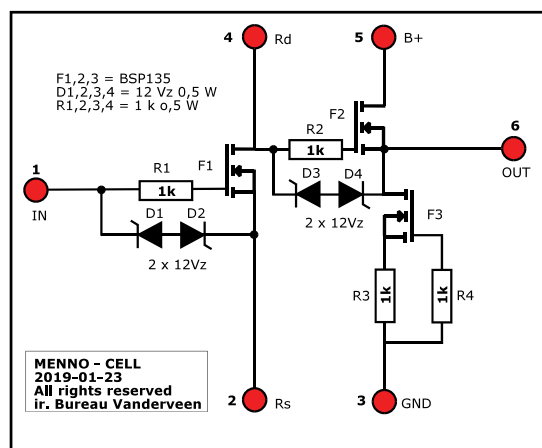 4 Rd
5 B+
F1,2,3 = BSP135
D1,2,3,4 = 12 Vz 0,5 W
R1,2,3,4 = 1 k o,5 W
F2
R2
1k
6
OUT
1
IN
R1
F1
1k
D3 D4
D1 D2
2 x 12Vz
F3
2 x 12Vz
R3
1k
1k
R4
MENNO - CELL
2019-01-23
All rights reserved
ir. Bureau Vanderveen
2 Rs
3 GND